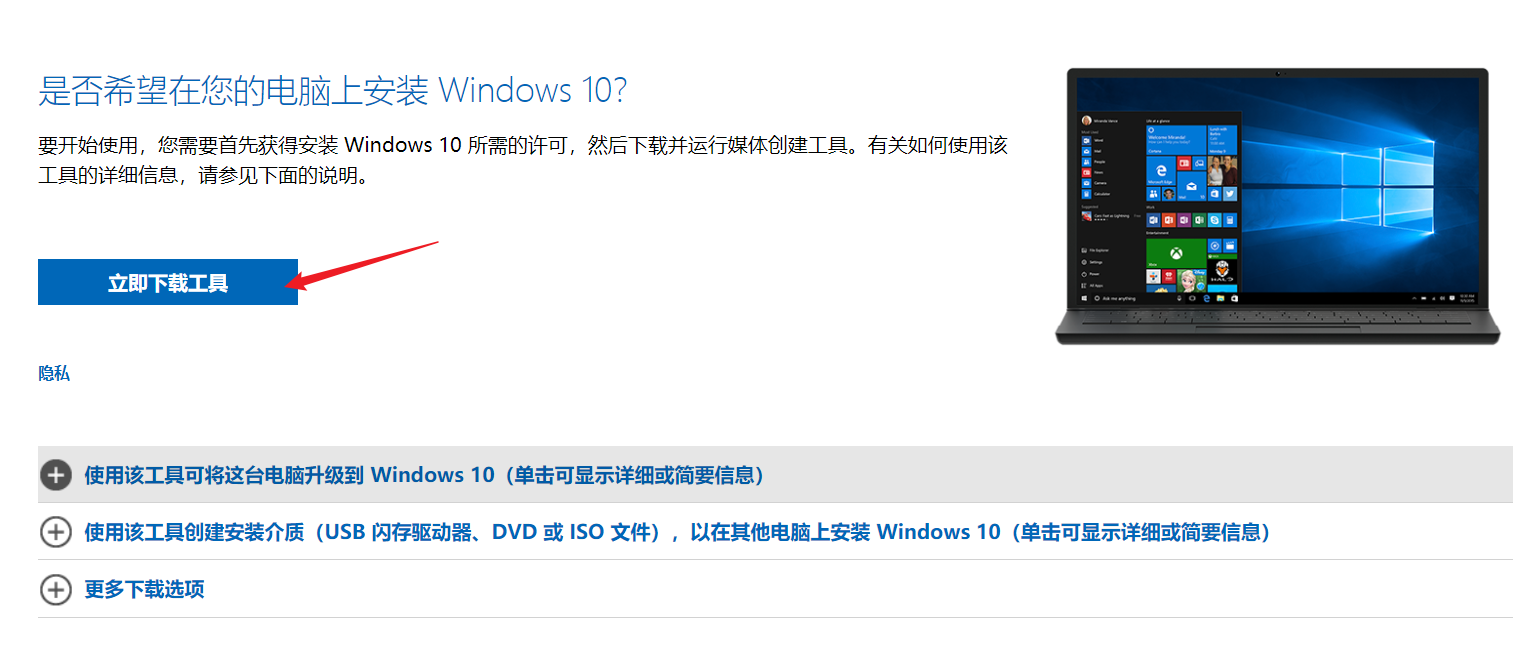 是否希望在您的电脑上安装 Windows 10?
要开始使用，您需要首先获得安装 Windows 10 所需的许可，然后下载并运行媒体创建工具。有关如何使用该
工具的详细信息，请参见下面的说明。
立即下载工具
隐私
使用该工具可将这台电脑升级到 Windows 10（单击可显示详细或简要信息）
使用该工具创建安装介质（USB 闪存驱动器、DVD 或 ISO 文件），以在其他电脑上安装 Windows 10（单击可显示详细或简要信息）
更多下载选项